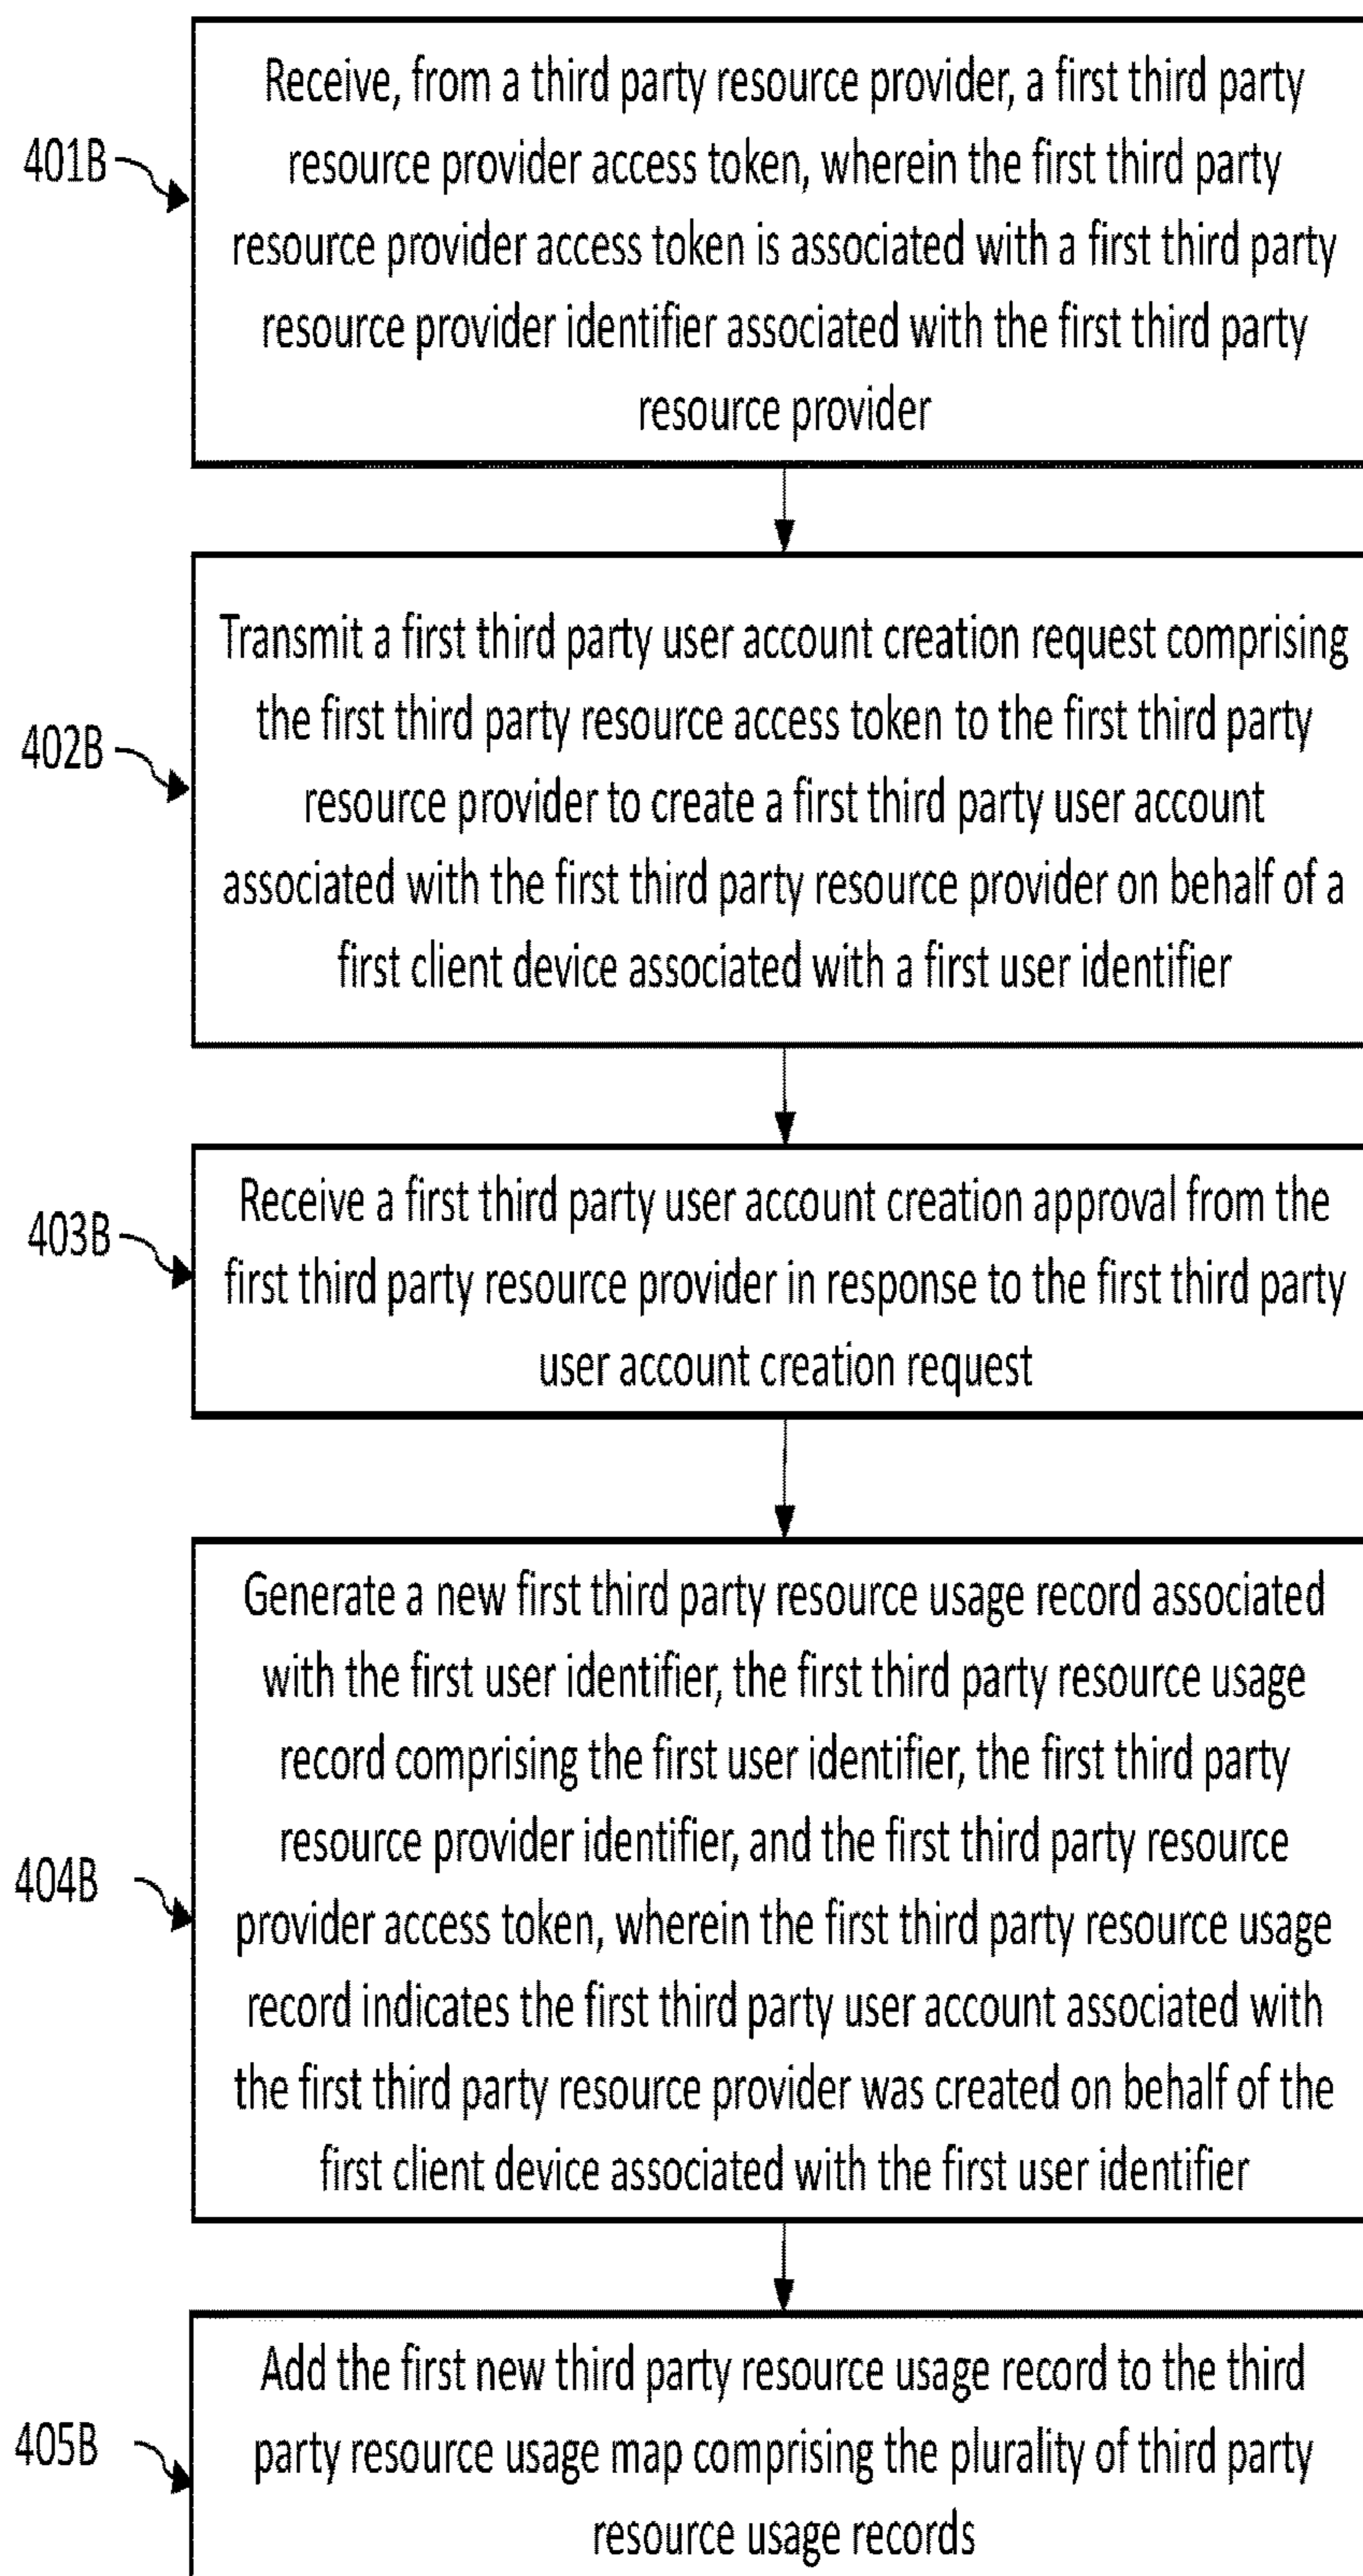 401B
Receive, from a third party resource provider, a first third party
resource provider access token, wherein the first third party
resource provider access token is associated with a first third party
resource provider identifier associated with the first third party
resource provider
402B
Transmit a first third party user account creation request comprising
the first third party resource access token to the first third party
resource provider to create a first third party user account
associated with the first third party resource provider on behalf of a
first client device associated with a first user identifier
403B
Receive a first third party user account creation approval from the
first third party resource provider in response to the first third party
user account creation request
404B
Generate a new first third party resource usage record associated
with the first user identifier, the first third party resource usage
record comprising the first user identifier, the first third party
resource provider identifier, and the first third party resource
provider access token, wherein the first third party resource usage
record indicates the first third party user account associated with
the first third party resource provider was created on behalf of the
first client device associated with the first user identifier
405B
Add the first new third party resource usage record to the third
party resource usage map comprising the plurality of third party
resource usage records